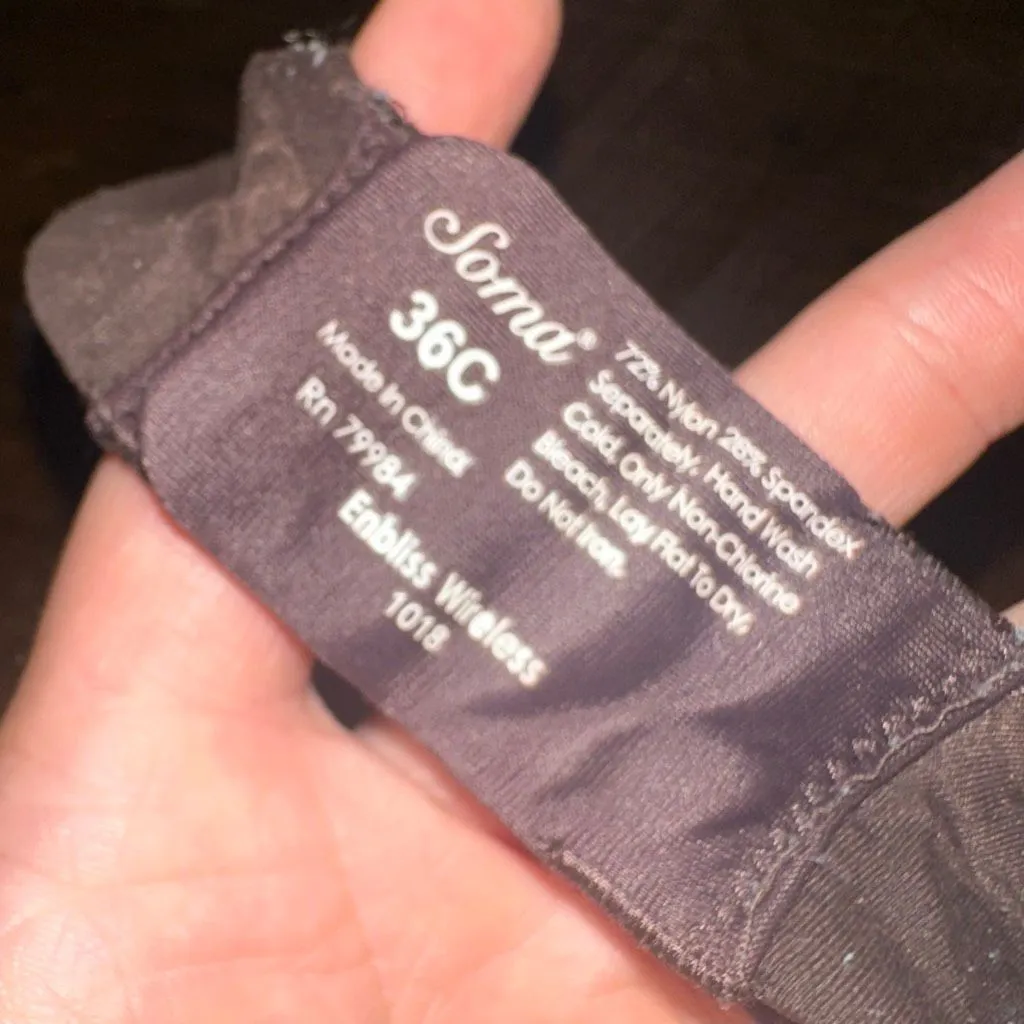 Soma®
36C
Made In China
Rn 79984
Enbliss Wireless
1018
72% Nylon 28% Spandex
Separately. Hand Wash
Cold. Only Non-Chlorine
Bleach, Lay Flat To Dry,
Do Not Iron.